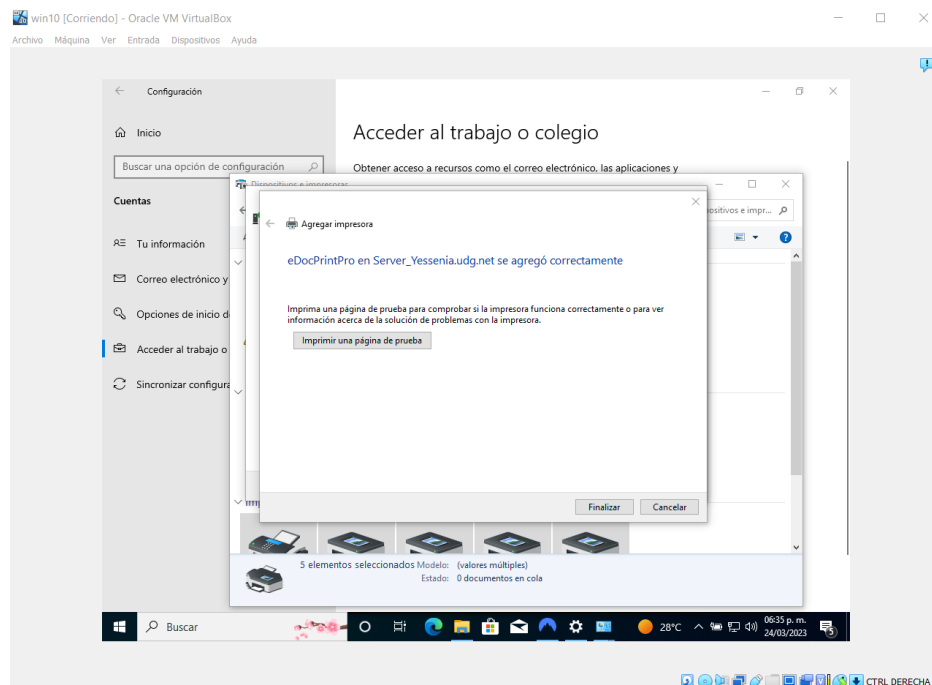 win10 [Corriendo] - Oracle VM VirtualBox
Archivo Máquina Ver Entrada Dispositivos Ayuda
Configuración
Inicio
Acceder al trabajo o colegio
Buscar una opción de configuración
Obtener acceso a recursos como el correo electrónico, las aplicaciones y
Dispositivos e impresoras
Cuentas
ositivos e impr...
Agregar impresora
Tu información
eDocPrintPro en Server_Yessenia.udg.net se agregó correctamente
Correo electrónico y
Imprima una página de prueba para comprobar si la impresora funciona correctamente o para ver
información acerca de la solución de problemas con la impresora.
Opciones de inicio d
Imprimir una página de prueba
Acceder al trabajo o
Sincronizar configura
Finalizar Cancelar
5 elementos seleccionados Modelo: (valores múltiples)
Estado: 0 documentos en cola
Buscar
28°C
06:35 p. m.
24/03/2023
5
CTRL DERECHA